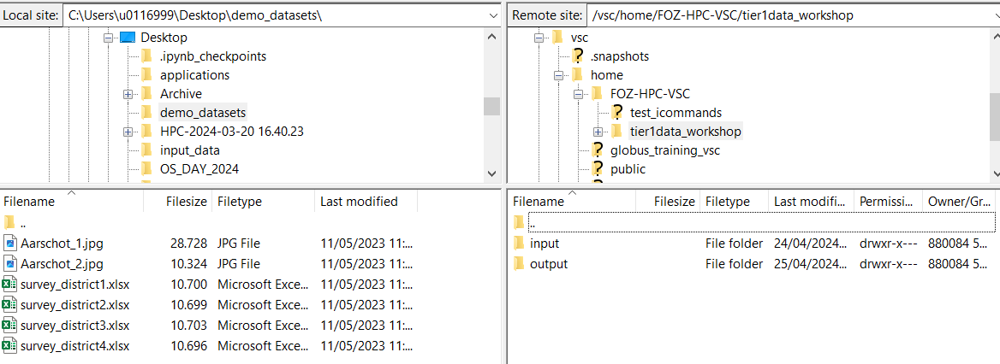 Local site: C:\Users\u0116999\Desktop\demo_datasets\
Desktop
.ipynb_checkpoints
applications
Archive
demo_datasets
HPC-2024-03-20 16.40.23
input_data
OS_DAY_2024
Filename Filesize Filetype Last modified
..
Aarschot_1.jpg 28.728 JPG File 11/05/2023 11:...
Aarschot_2.jpg 10.324 JPG File 11/05/2023 11:...
survey_district1.xlsx 10.700 Microsoft Exce... 11/05/2023 11:...
survey_district2.xlsx 10.699 Microsoft Exce... 11/05/2023 11:...
survey_district3.xlsx 10.703 Microsoft Exce... 11/05/2023 11:...
survey_district4.xlsx 10.696 Microsoft Exce... 11/05/2023 11:...
Remote site: /vsc/home/FOZ-HPC-VSC/tier1data_workshop
vsc
? .snapshots
home
FOZ-HPC-VSC
? test_icommands
tier1data_workshop
? globus_training_vsc
? public
Filename Filesize Filetype Last modifi... Permissi... Owner/Gr...
..
input File folder 24/04/2024... drwxr-x--- 880084 5...
output File folder 25/04/2024... drwxr-x--- 880084 5...